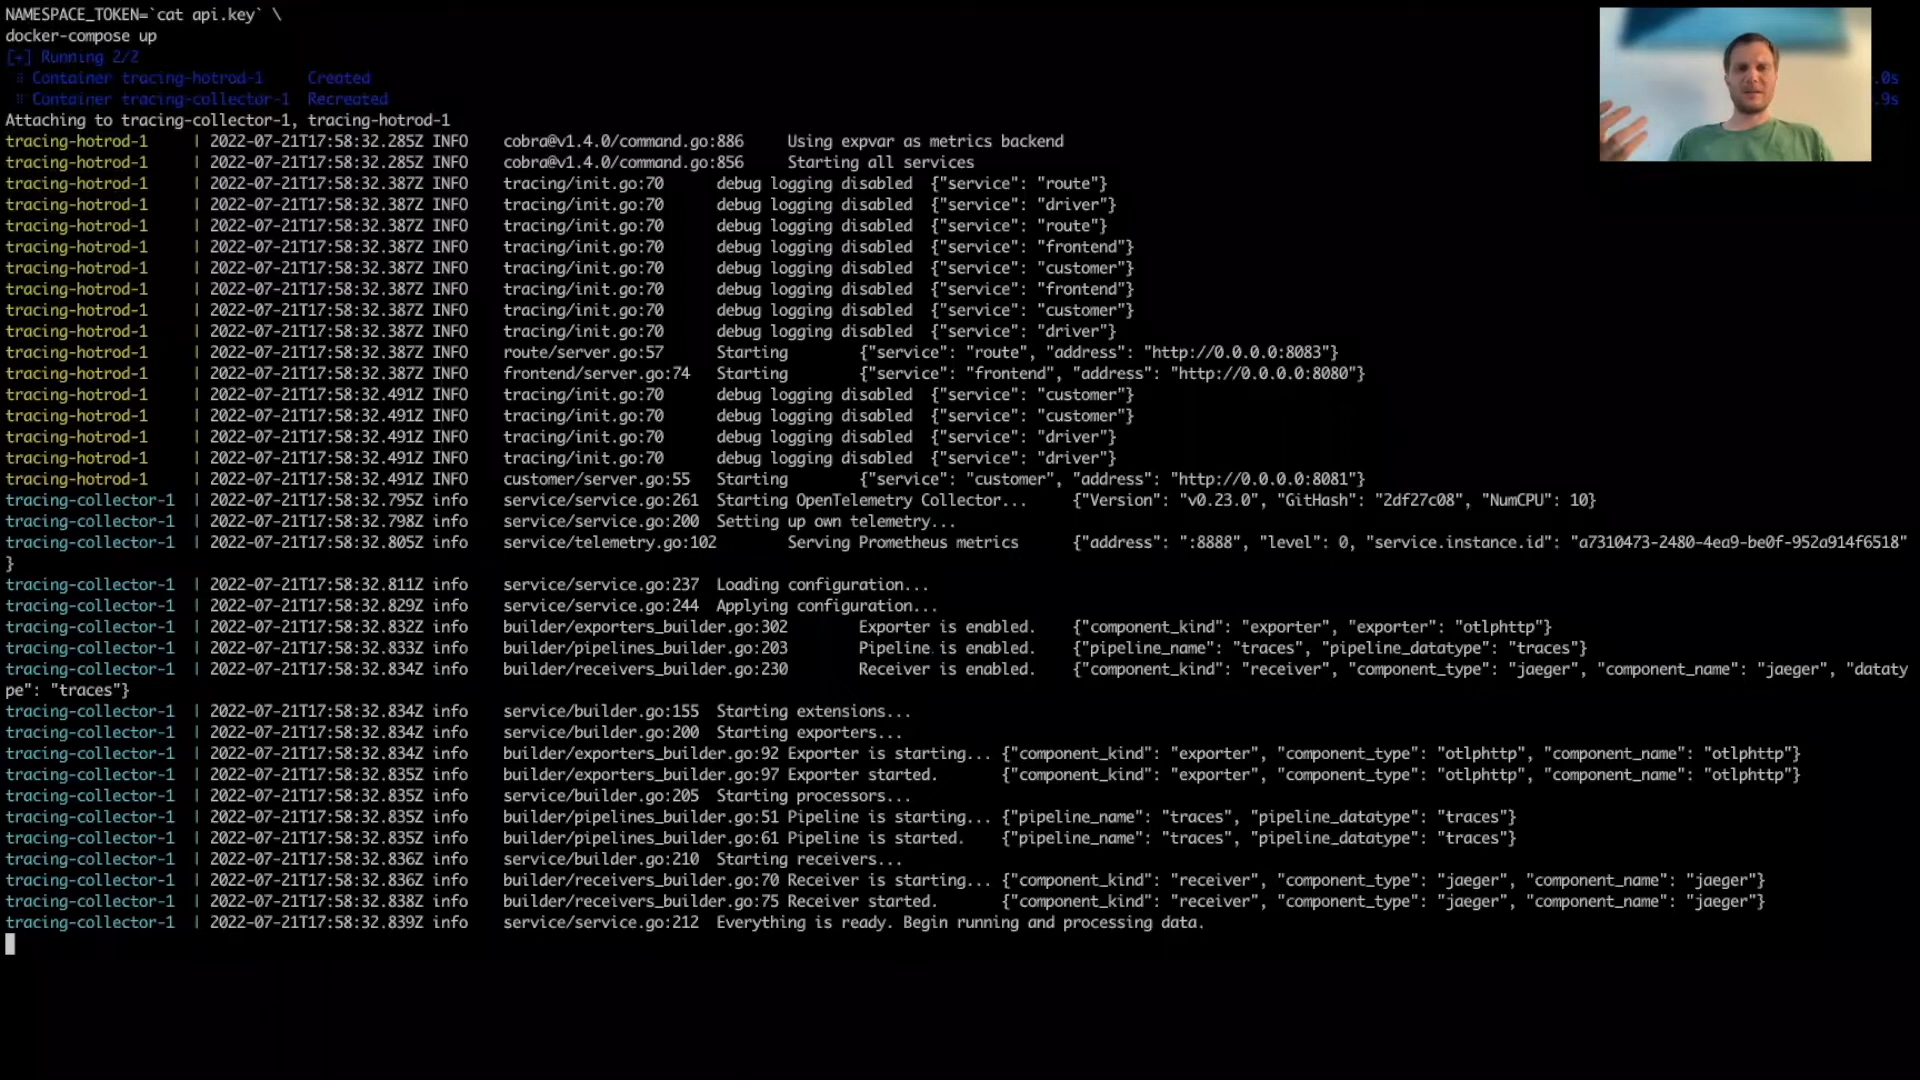 NAMESPACE_TOKEN=`cat api.key` \
docker-compose up
[+] Running 2/2
⠿ Container tracing-hotrod-1     Created .0s
⠿ Container tracing-collector-1  Recreated .9s
Attaching to tracing-collector-1, tracing-hotrod-1
tracing-hotrod-1     | 2022-07-21T17:58:32.285Z INFO    cobra@v1.4.0/command.go:886     Using expvar as metrics backend
tracing-hotrod-1     | 2022-07-21T17:58:32.285Z INFO    cobra@v1.4.0/command.go:856     Starting all services
tracing-hotrod-1     | 2022-07-21T17:58:32.387Z INFO    tracing/init.go:70      debug logging disabled  {"service": "route"}
tracing-hotrod-1     | 2022-07-21T17:58:32.387Z INFO    tracing/init.go:70      debug logging disabled  {"service": "driver"}
tracing-hotrod-1     | 2022-07-21T17:58:32.387Z INFO    tracing/init.go:70      debug logging disabled  {"service": "route"}
tracing-hotrod-1     | 2022-07-21T17:58:32.387Z INFO    tracing/init.go:70      debug logging disabled  {"service": "frontend"}
tracing-hotrod-1     | 2022-07-21T17:58:32.387Z INFO    tracing/init.go:70      debug logging disabled  {"service": "customer"}
tracing-hotrod-1     | 2022-07-21T17:58:32.387Z INFO    tracing/init.go:70      debug logging disabled  {"service": "frontend"}
tracing-hotrod-1     | 2022-07-21T17:58:32.387Z INFO    tracing/init.go:70      debug logging disabled  {"service": "customer"}
tracing-hotrod-1     | 2022-07-21T17:58:32.387Z INFO    tracing/init.go:70      debug logging disabled  {"service": "driver"}
tracing-hotrod-1     | 2022-07-21T17:58:32.387Z INFO    route/server.go:57      Starting        {"service": "route", "address": "http://0.0.0.0:8083"}
tracing-hotrod-1     | 2022-07-21T17:58:32.387Z INFO    frontend/server.go:74   Starting        {"service": "frontend", "address": "http://0.0.0.0:8080"}
tracing-hotrod-1     | 2022-07-21T17:58:32.491Z INFO    tracing/init.go:70      debug logging disabled  {"service": "customer"}
tracing-hotrod-1     | 2022-07-21T17:58:32.491Z INFO    tracing/init.go:70      debug logging disabled  {"service": "customer"}
tracing-hotrod-1     | 2022-07-21T17:58:32.491Z INFO    tracing/init.go:70      debug logging disabled  {"service": "driver"}
tracing-hotrod-1     | 2022-07-21T17:58:32.491Z INFO    tracing/init.go:70      debug logging disabled  {"service": "driver"}
tracing-hotrod-1     | 2022-07-21T17:58:32.491Z INFO    customer/server.go:55   Starting        {"service": "customer", "address": "http://0.0.0.0:8081"}
tracing-collector-1  | 2022-07-21T17:58:32.795Z info    service/service.go:261  Starting OpenTelemetry Collector...     {"Version": "v0.23.0", "GitHash": "2df27c08", "NumCPU": 10}
tracing-collector-1  | 2022-07-21T17:58:32.798Z info    service/service.go:200  Setting up own telemetry...
tracing-collector-1  | 2022-07-21T17:58:32.805Z info    service/telemetry.go:102        Serving Prometheus metrics      {"address": ":8888", "level": 0, "service.instance.id": "a7310473-2480-4ea9-be0f-952a914f6518"
}
tracing-collector-1  | 2022-07-21T17:58:32.811Z info    service/service.go:237  Loading configuration...
tracing-collector-1  | 2022-07-21T17:58:32.829Z info    service/service.go:244  Applying configuration...
tracing-collector-1  | 2022-07-21T17:58:32.832Z info    builder/exporters_builder.go:302        Exporter is enabled.    {"component_kind": "exporter", "exporter": "otlphttp"}
tracing-collector-1  | 2022-07-21T17:58:32.833Z info    builder/pipelines_builder.go:203        Pipeline is enabled.    {"pipeline_name": "traces", "pipeline_datatype": "traces"}
tracing-collector-1  | 2022-07-21T17:58:32.834Z info    builder/receivers_builder.go:230        Receiver is enabled.    {"component_kind": "receiver", "component_type": "jaeger", "component_name": "jaeger", "dataty
pe": "traces"}
tracing-collector-1  | 2022-07-21T17:58:32.834Z info    service/builder.go:155  Starting extensions...
tracing-collector-1  | 2022-07-21T17:58:32.834Z info    service/builder.go:200  Starting exporters...
tracing-collector-1  | 2022-07-21T17:58:32.834Z info    builder/exporters_builder.go:92 Exporter is starting... {"component_kind": "exporter", "component_type": "otlphttp", "component_name": "otlphttp"}
tracing-collector-1  | 2022-07-21T17:58:32.835Z info    builder/exporters_builder.go:97 Exporter started.       {"component_kind": "exporter", "component_type": "otlphttp", "component_name": "otlphttp"}
tracing-collector-1  | 2022-07-21T17:58:32.835Z info    service/builder.go:205  Starting processors...
tracing-collector-1  | 2022-07-21T17:58:32.835Z info    builder/pipelines_builder.go:51 Pipeline is starting... {"pipeline_name": "traces", "pipeline_datatype": "traces"}
tracing-collector-1  | 2022-07-21T17:58:32.835Z info    builder/pipelines_builder.go:61 Pipeline is started.    {"pipeline_name": "traces", "pipeline_datatype": "traces"}
tracing-collector-1  | 2022-07-21T17:58:32.836Z info    service/builder.go:210  Starting receivers...
tracing-collector-1  | 2022-07-21T17:58:32.836Z info    builder/receivers_builder.go:70 Receiver is starting... {"component_kind": "receiver", "component_type": "jaeger", "component_name": "jaeger"}
tracing-collector-1  | 2022-07-21T17:58:32.838Z info    builder/receivers_builder.go:75 Receiver started.       {"component_kind": "receiver", "component_type": "jaeger", "component_name": "jaeger"}
tracing-collector-1  | 2022-07-21T17:58:32.839Z info    service/service.go:212  Everything is ready. Begin running and processing data.